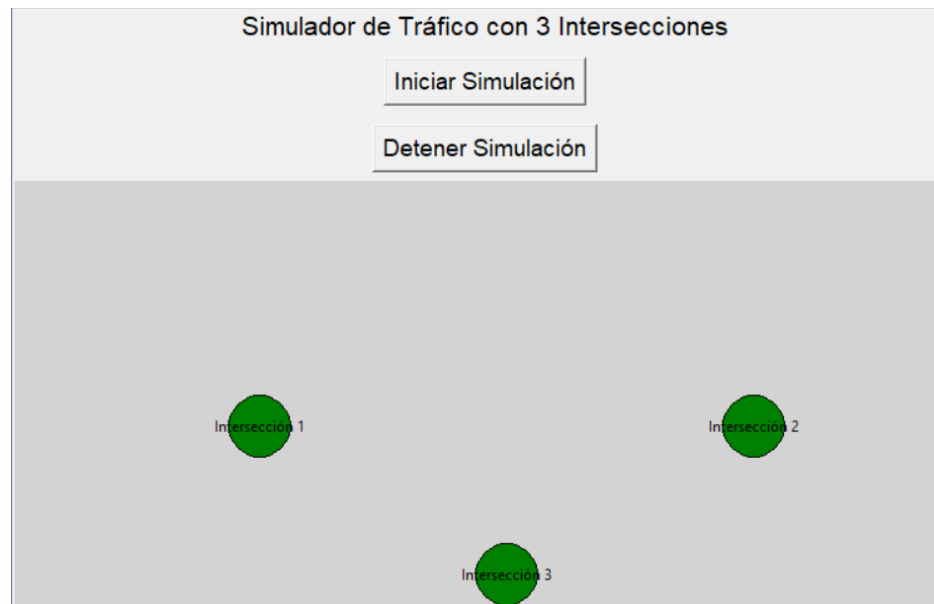 Simulador de Tráfico con 3 Intersecciones
Iniciar Simulación
Detener Simulación
Intersección 1
Intersección 2
Intersección 3